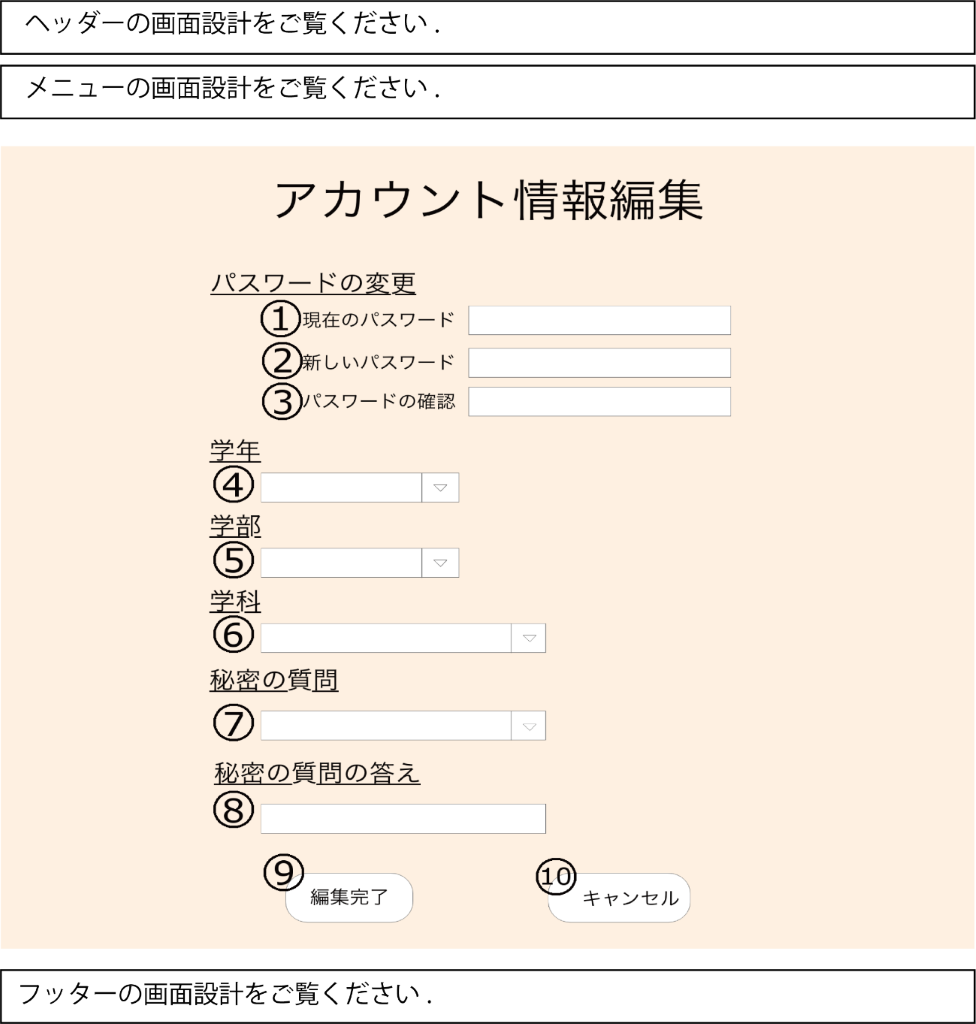 ヘッダーの画面設計をご覧ください.
メニューの画面設計をご覧ください.
アカウント情報編集
パスワードの変更
①現在のパスワード
②新しいパスワード
③パスワードの確認
学年
④
学部
⑤
学科
⑥
秘密の質問
⑦
秘密の質問の答え
⑧
⑨編集完了
⑩キャンセル
フッターの画面設計をご覧ください.